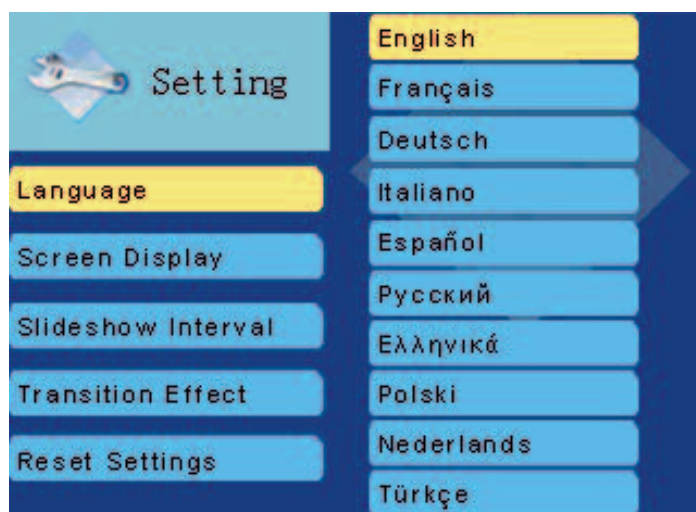 Setting
Language
Screen Display
Slideshow Interval
Transition Effect
Reset Settings
English
Français
Deutsch
Italiano
Español
Русский
Ελληνικά
Polski
Nederlands
Türkçe